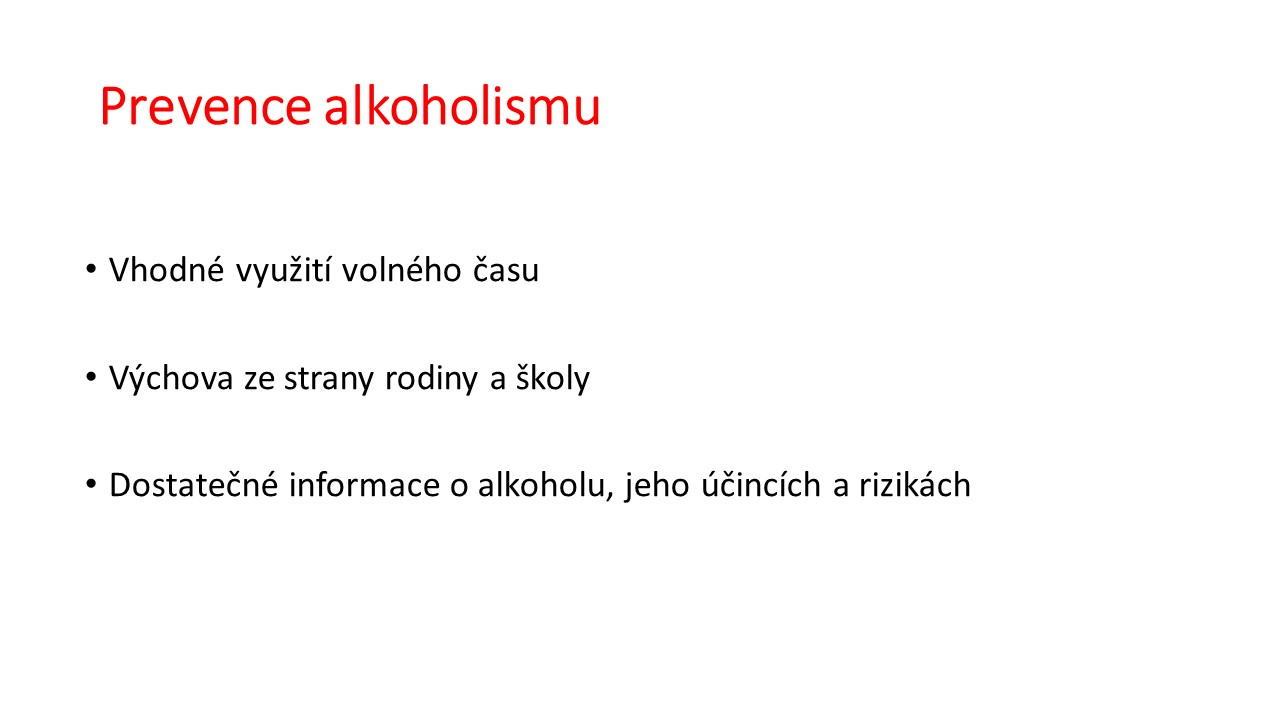 Prevence alkoholismu
• Vhodné využití volného času
• Výchova ze strany rodiny a školy
• Dostatečné informace o alkoholu, jeho účincích a rizikách